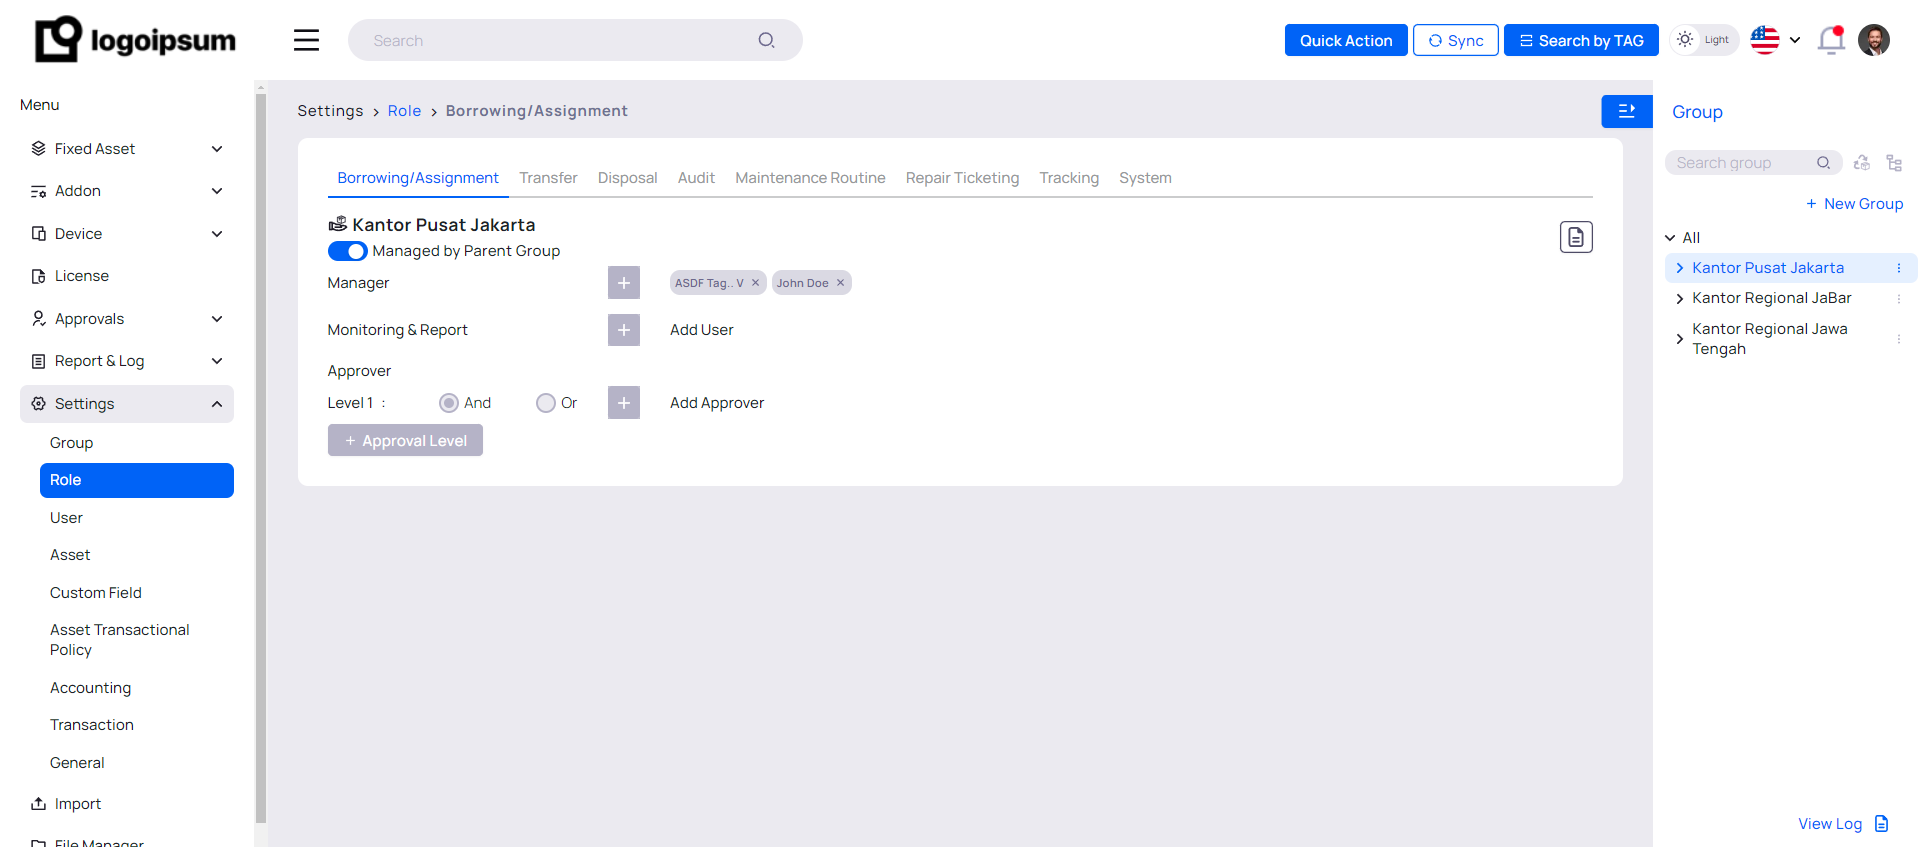 logoipsum
Search
Quick Action
Sync
Search by TAG
Light
Menu
Fixed Asset
Addon
Device
License
Approvals
Report & Log
Settings
Group
Role
User
Asset
Custom Field
Asset Transactional
Policy
Accounting
Transaction
General
Import
File Manager
Settings > Role > Borrowing/Assignment
Borrowing/Assignment Transfer Disposal Audit Maintenance Routine Repair Ticketing Tracking System
Kantor Pusat Jakarta
Managed by Parent Group
Manager + ASDF Tag.. V × John Doe ×
Monitoring & Report + Add User
Approver
Level 1 : And Or + Add Approver
+ Approval Level
Group
Search group
+ New Group
All
Kantor Pusat Jakarta
Kantor Regional JaBar
Kantor Regional Jawa
Tengah
View Log